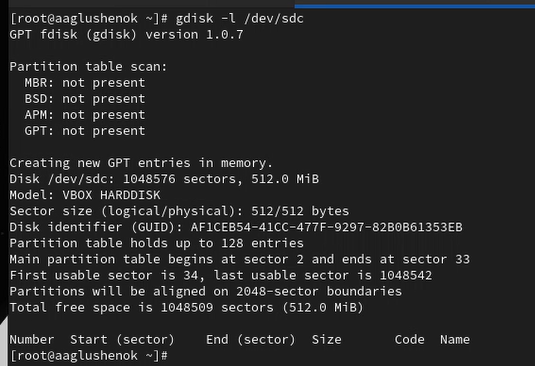 [root@aaglushenok ~]# gdisk -l /dev/sdc
GPT fdisk (gdisk) version 1.0.7
Partition table scan:
MBR: not present
BSD: not present
APM: not present
GPT: not present
Creating new GPT entries in memory.
Disk /dev/sdc: 1048576 sectors, 512.0 MiB
Model: VBOX HARDDISK
Sector size (logical/physical): 512/512 bytes
Disk identifier (GUID): AF1CEB54-41CC-477F-9297-82B0B61353EB
Partition table holds up to 128 entries
Main partition table begins at sector 2 and ends at sector 33
First usable sector is 34, last usable sector is 1048542
Partitions will be aligned on 2048-sector boundaries
Total free space is 1048509 sectors (512.0 MiB)
Number  Start (sector)    End (sector)  Size       Code  Name
[root@aaglushenok ~]#